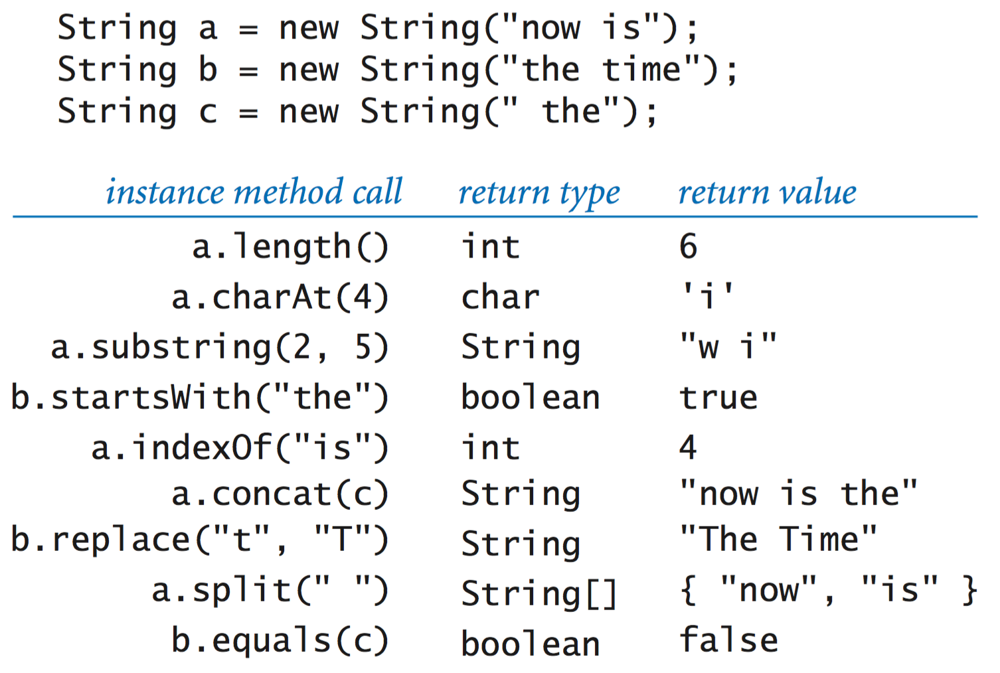 String a = new String("now is");
String b = new String("the time");
String c = new String(" the");
instance method call return type return value
a.length() int 6
a.charAt(4) char 'i'
a.substring(2, 5) String "w i"
b.startsWith("the") boolean true
a.indexOf("is") int 4
a.concat(c) String "now is the"
b.replace("t", "T") String "The Time"
a.split(" ") String[] { "now", "is" }
b.equals(c) boolean false